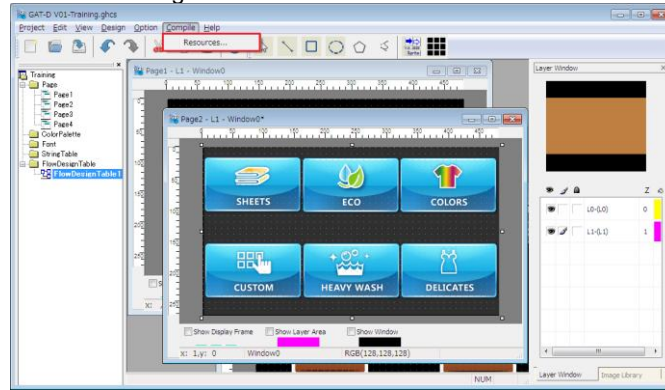 GAT-D V01-Training.ghcs
Project Edit View Design Option Compile Help
Resources...
Training
Page
Page1
Page2
Page3
Page4
ColorPalette
Font
StringTable
FlowDesignTable
FlowDesignTable1
Page1 - L1 - Window0
Page2 - L1 - Window0*
SHEETS
ECO
COLORS
CUSTOM
HEAVY WASH
DELICATES
Show Display Frame
Show Layer Area
Show Window
x: 1,y: 0
Window0
RGB(128,128,128)
NUM
Layer Window
Z
L0-(L0)
0
L1-(L1)
1
Layer Window
Image Library